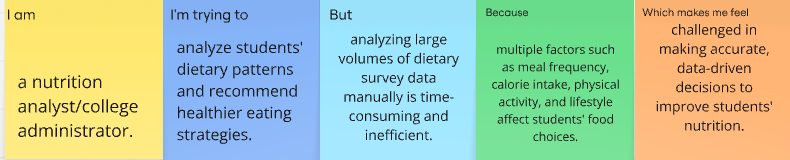 I am
a nutrition
analyst/college
administrator.
I'm trying to
analyze students'
dietary patterns
and recommend
healthier eating
strategies.
But
analyzing large
volumes of dietary
survey data
manually is time-
consuming and
inefficient.
Because
multiple factors such
as meal frequency,
calorie intake, physical
activity, and lifestyle
affect students' food
choices.
Which makes me feel
challenged in
making accurate,
data-driven
decisions to
improve students'
nutrition.